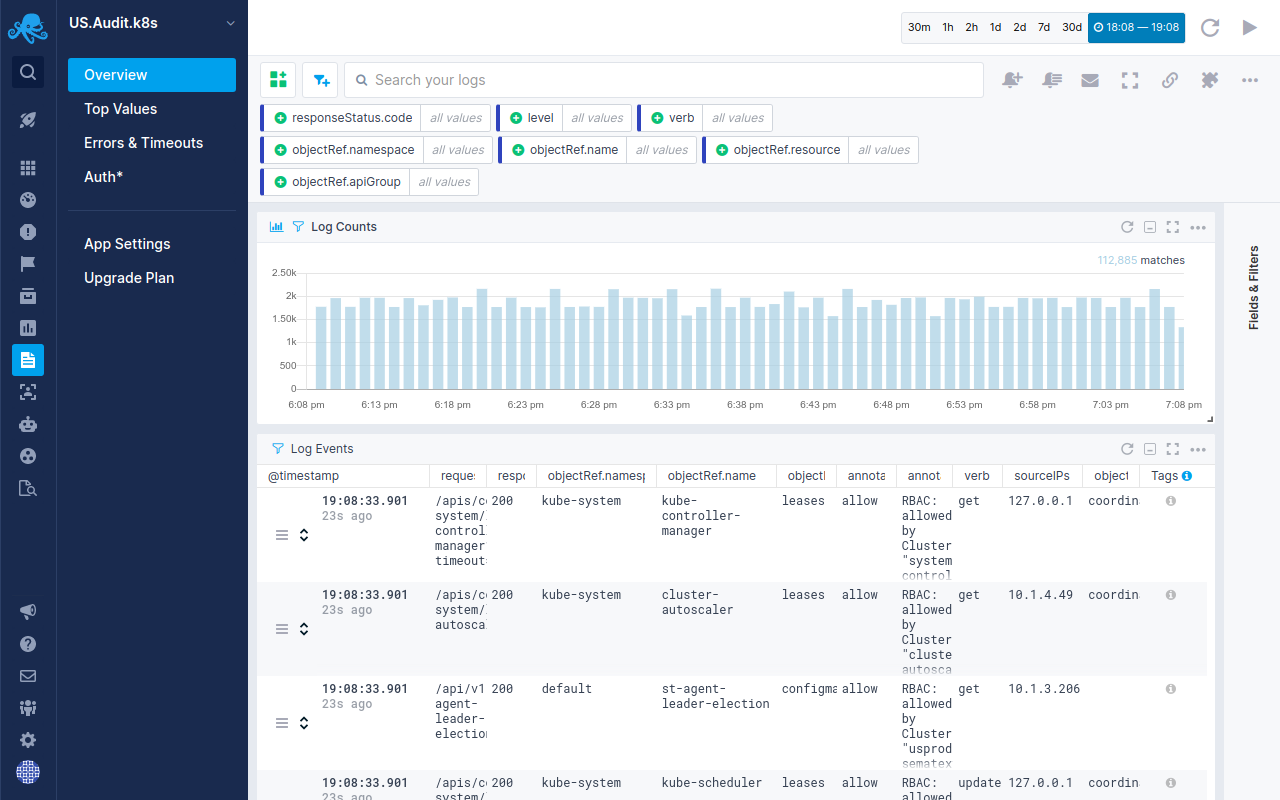 US.Audit.k8s
Overview
Top Values
Errors & Timeouts
Auth*
App Settings
Upgrade Plan
30m 1h 2h 1d 2d 7d 30d 18:08 — 19:08
Search your logs
responseStatus.code all values level all values verb all values
objectRef.namespace all values objectRef.name all values objectRef.resource all values
objectRef.apiGroup all values
Fields & Filters
Log Counts
112,885 matches
2.50k
2k
1.50k
1k
500
0
6:08 pm 6:13 pm 6:18 pm 6:23 pm 6:28 pm 6:33 pm 6:38 pm 6:43 pm 6:48 pm 6:53 pm 6:58 pm 7:03 pm 7:08 pm
Log Events
@timestamp reque respo objectRef.namesp objectRef.name object annota annot verb sourceIPs object Tags
19:08:33.901 /apis/co 200 kube-system kube- leases allow RBAC: get 127.0.0.1 coordin
23s ago system/ controller- allowed
control manager by
manager Cluster
timeout "system
control
19:08:33.901 /apis/co 200 kube-system cluster- leases allow RBAC: get 10.1.4.49 coordin
23s ago system/ autoscaler allowed
autosca by
Cluster
"cluste
autosca
19:08:33.901 /api/v1 200 default st-agent- configma allow RBAC: get 10.1.3.206
23s ago agent- leader-election allowed
leader- by
election Cluster
"usprod
sematex
19:08:33.901 /apis/co 200 kube-system kube-scheduler leases allow RBAC: update 127.0.0.1 coordin
23s ago system/ allowed